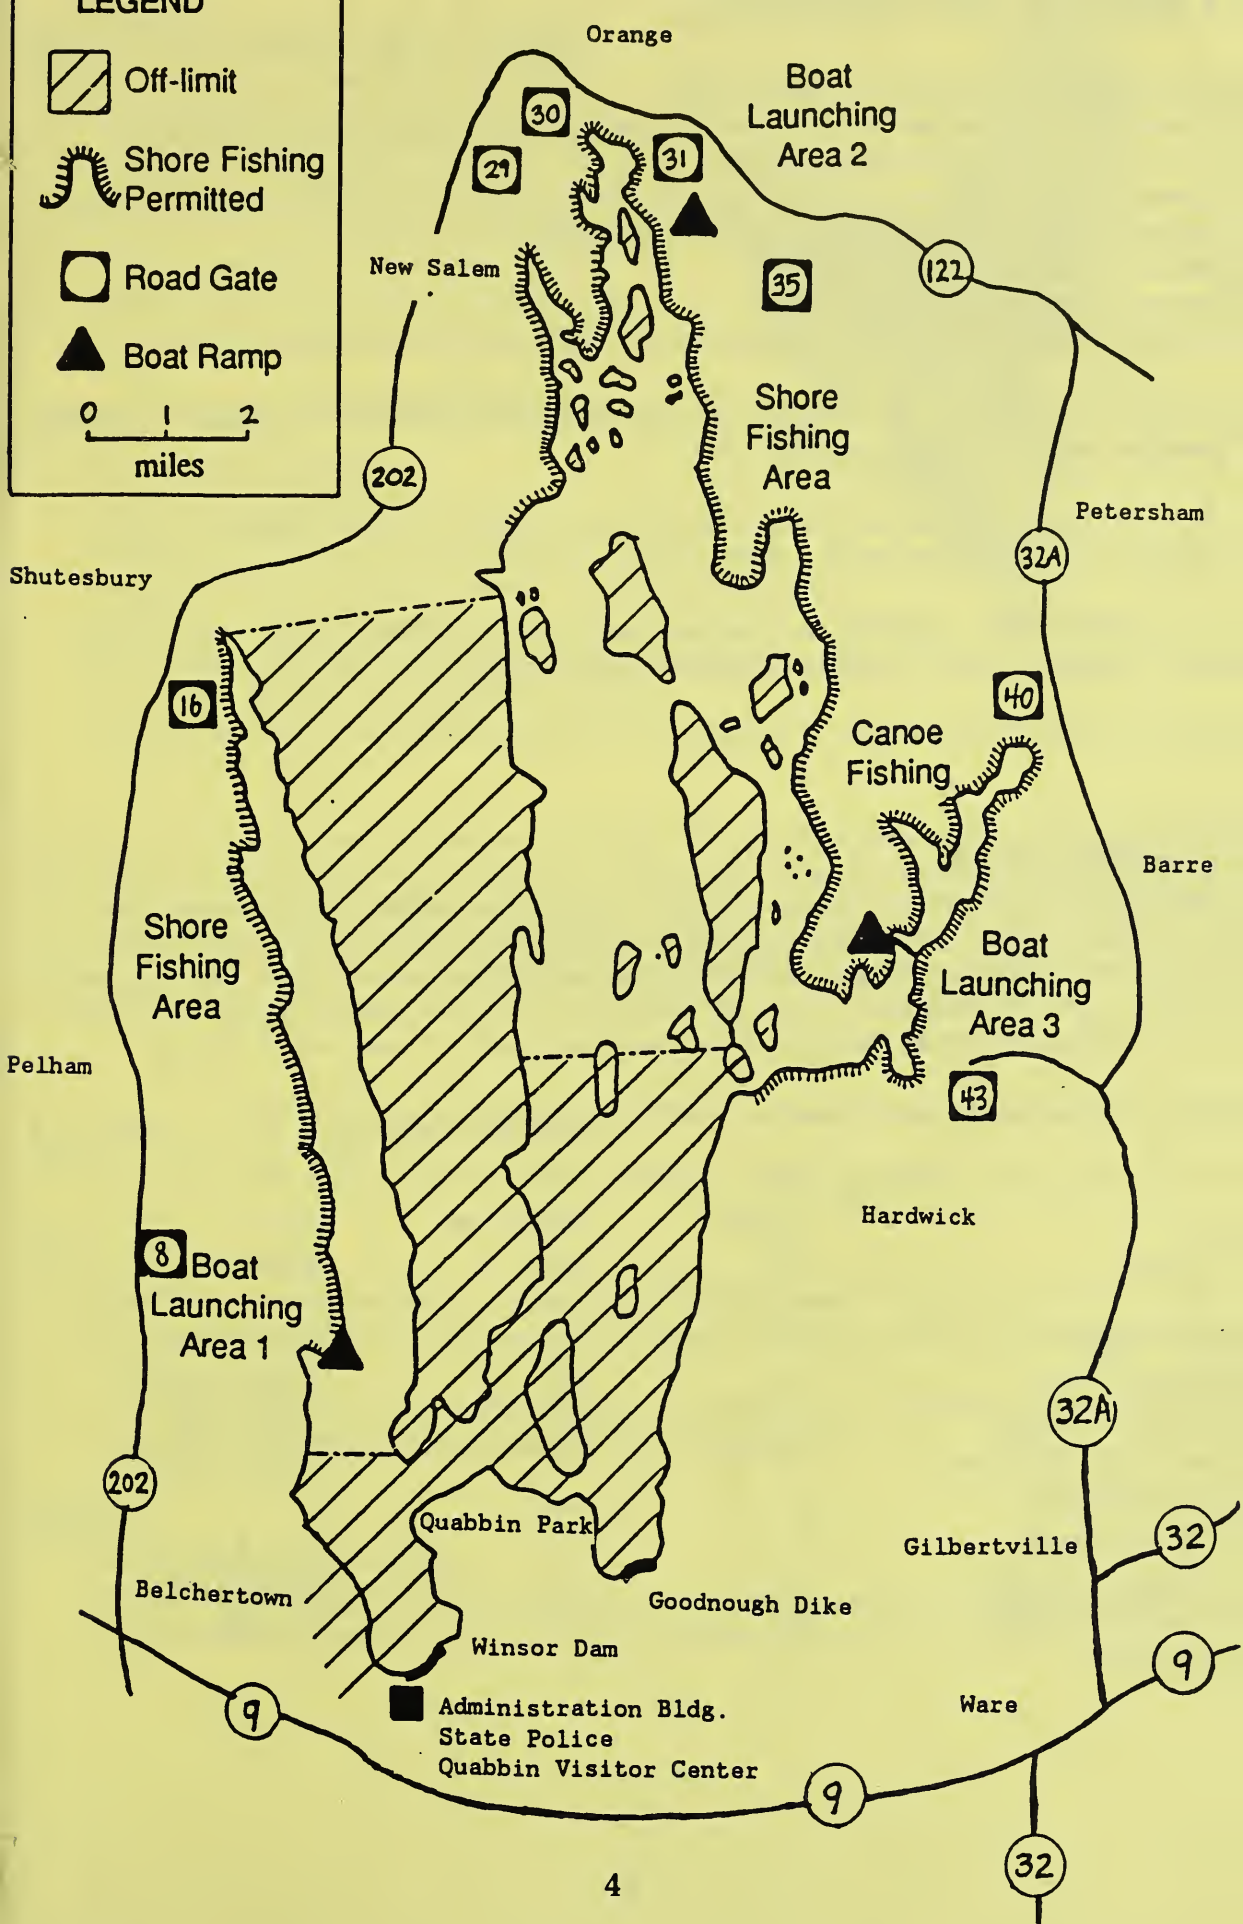 LEGEND
Off-limit
Shore Fishing
Permitted
Road Gate
Boat Ramp
0 1 2
miles
Orange
Boat
Launching
Area 2
30
31
29
New Salem
35
122
Shore
Fishing
Area
202
Petersham
32A
Shutesbury
16
40
Canoe
Fishing
Barre
Shore
Fishing
Area
Boat
Launching
Area 3
Pelham
43
Hardwick
8
Boat
Launching
Area 1
32A
202
Quabbin Park
Gilbertville
32
Belchertown
Goodnough Dike
Winsor Dam
9
9
Administration Bldg.
State Police
Quabbin Visitor Center
Ware
9
32
4